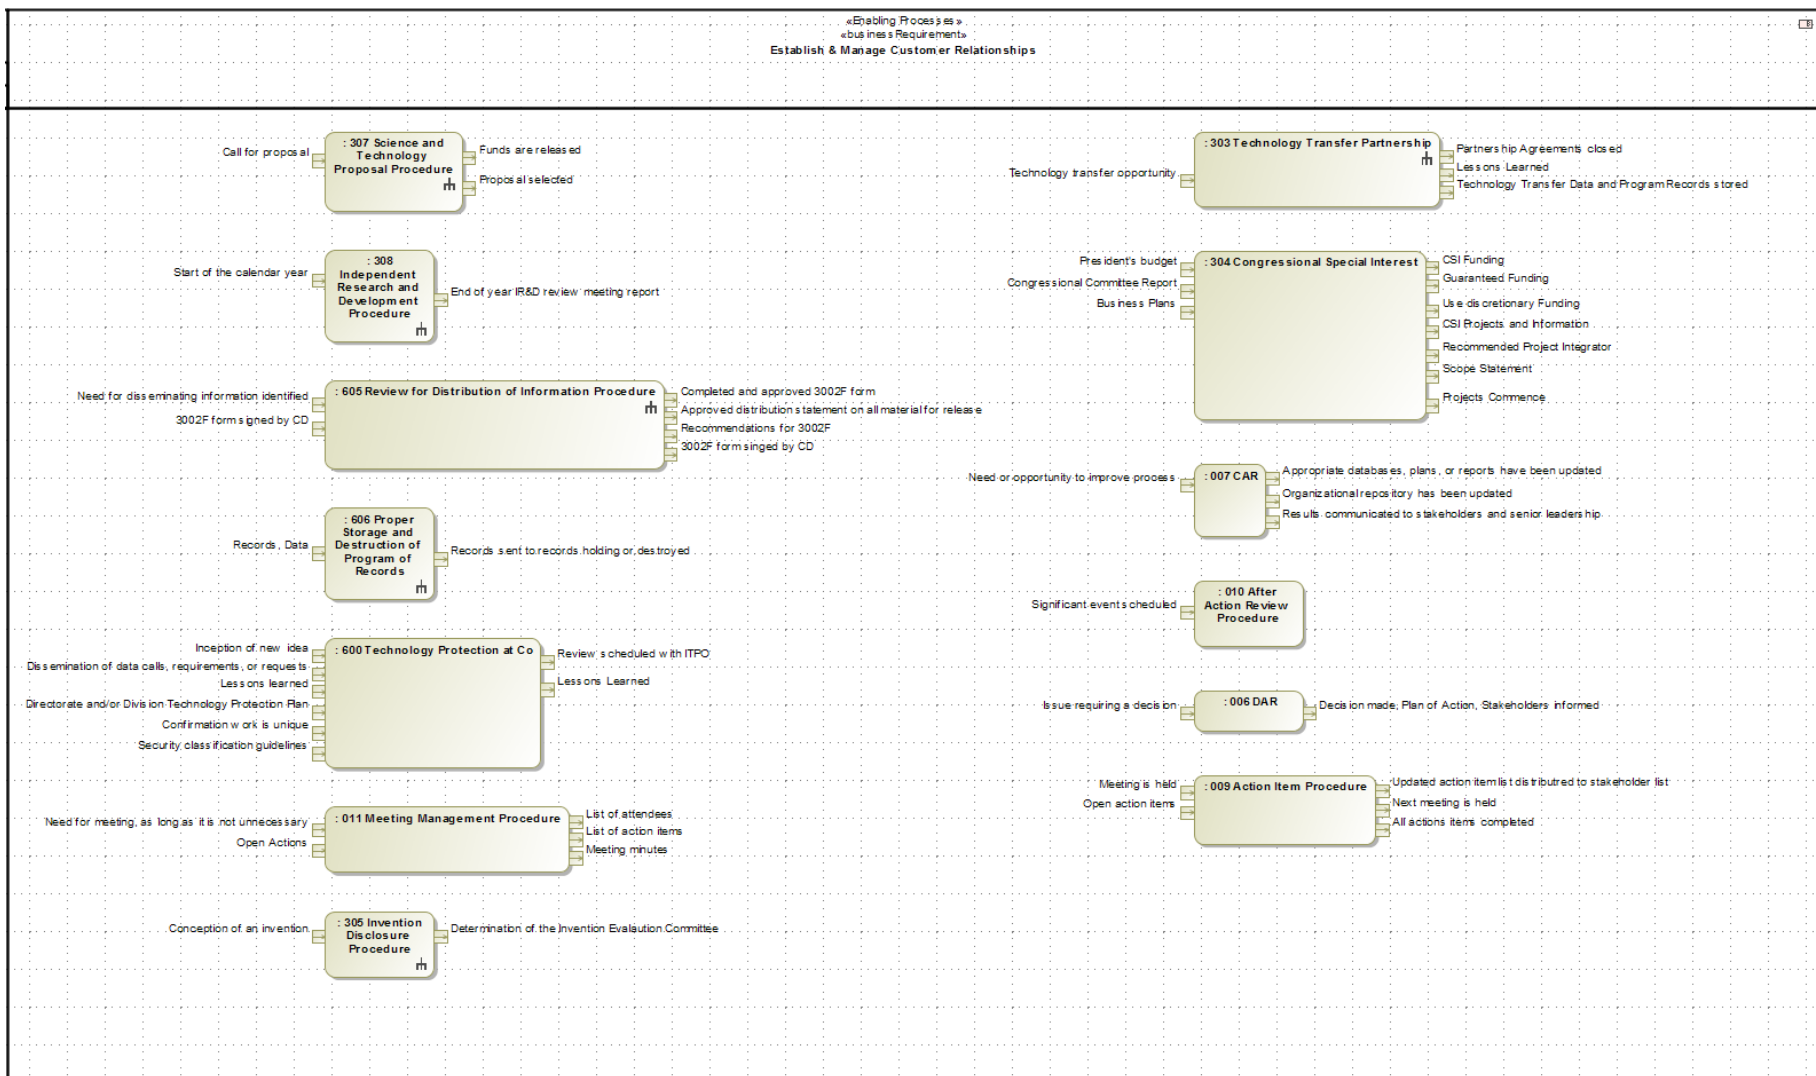 «Enabling Processes»
«business Requirement»
Establish & Manage Customer Relationships
Call for proposal
: 307 Science and
Technology
Proposal Procedure
Funds are released
Proposal selected
Start of the calendar year
: 308
Independent
Research and
Development
Procedure
End of year IR&D review meeting report
Need for disseminating information identified
3002F form signed by CD
: 605 Review for Distribution of Information Procedure
Completed and approved 3002F form
Approved distribution statement on all material for release
Recommendations for 3002F
3002F form singed by CD
Records, Data
: 606 Proper
Storage and
Destruction of
Program of
Records
Records sent to records holding or destroyed
Inception of new idea
Dissemination of data calls, requirements, or requests
Lessons learned
Directorate and/or Division Technology Protection Plan
Confirmation work is unique
Security classification guidelines
: 600 Technology Protection at Co
Review scheduled with ITPO
Lessons Learned
Need for meeting, as long as it is not unnecessary
Open Actions
: 011 Meeting Management Procedure
List of attendees
List of action items
Meeting minutes
Conception of an invention
: 305 Invention
Disclosure
Procedure
Determination of the Invention Evalaution Committee
Technology transfer opportunity
: 303 Technology Transfer Partnership
Partnership Agreements closed
Lessons Learned
Technology Transfer Data and Program Records stored
President's budget
Congressional Committee Report
Business Plans
: 304 Congressional Special Interest
CSI Funding
Guaranteed Funding
Use discretionary Funding
CSI Projects and Information
Recommended Project Integrator
Scope Statement
Projects Commence
Need or opportunity to improve process
: 007 CAR
Appropriate databases, plans, or reports have been updated
Organizational repository has been updated
Results communicated to stakeholders and senior leadership
Significant event scheduled
: 010 After
Action Review
Procedure
Issue requiring a decision
: 006 DAR
Decision made, Plan of Action, Stakeholders informed
Meeting is held
Open action items
: 009 Action Item Procedure
Updated action item list distributred to stakeholder list
Next meeting is held
All actions items completed